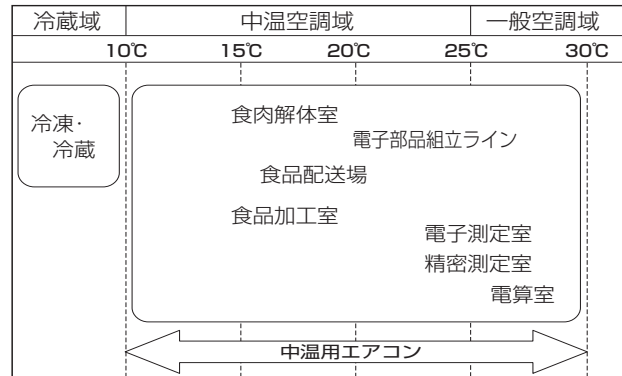 冷蔵域 中温空調域 一般空調域
10℃ 15℃ 20℃ 25℃ 30℃
冷凍・
冷蔵
食肉解体室
電子部品組立ライン
食品配送場
食品加工室
電子測定室
精密測定室
電算室
中温用エアコン